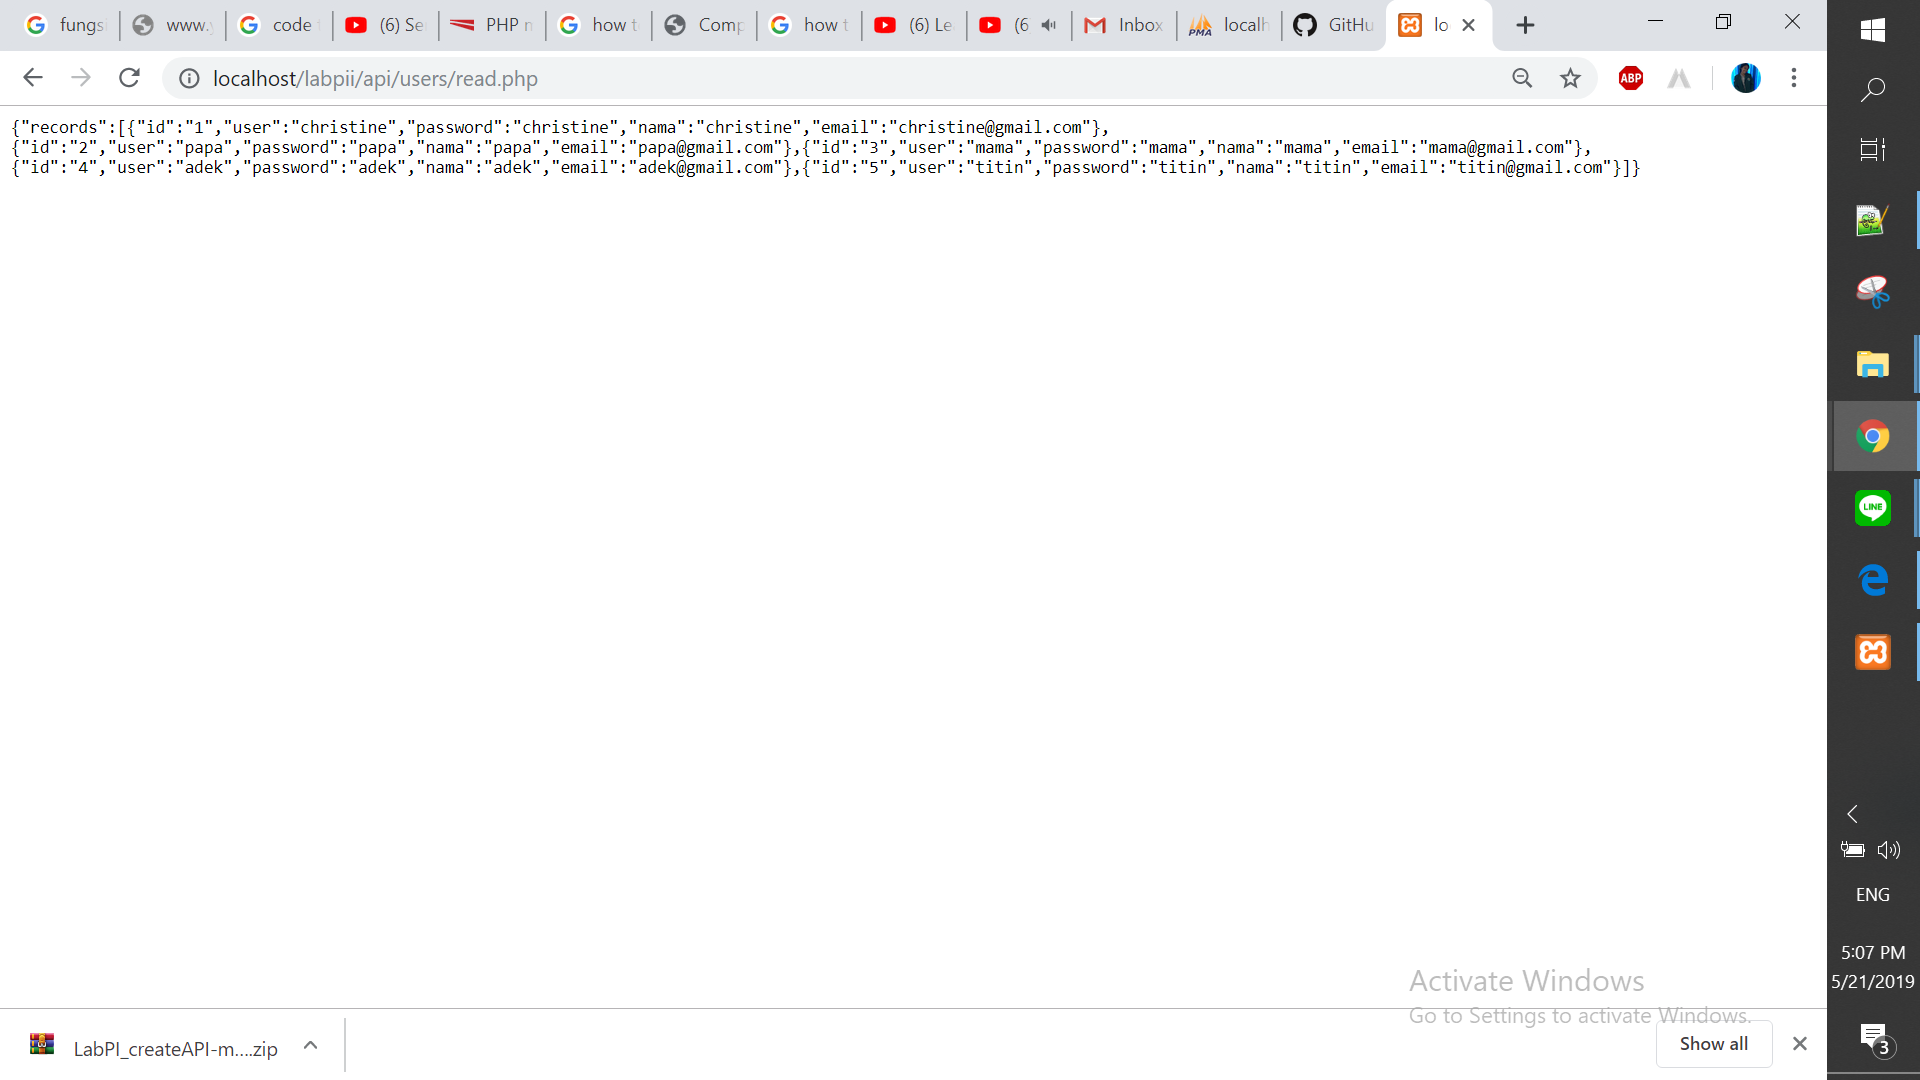 fungs
www.
code
(6) Se
PHP
how t
Comp
how t
(6) Le
(6
Inbox
localh
GitHu
lo
localhost/labpii/api/users/read.php
ABP
{"records":[{"id":"1","user":"christine","password":"christine","nama":"christine","email":"christine@gmail.com"},
{"id":"2","user":"papa","password":"papa","nama":"papa","email":"papa@gmail.com"},{"id":"3","user":"mama","password":"mama","nama":"mama","email":"mama@gmail.com"},
{"id":"4","user":"adek","password":"adek","nama":"adek","email":"adek@gmail.com"},{"id":"5","user":"titin","password":"titin","nama":"titin","email":"titin@gmail.com"}]}
LINE
ENG
5:07 PM
5/21/2019
3
Activate Windows
Go to Settings to activate Windows.
LabPI_createAPI-m....zip
Show all